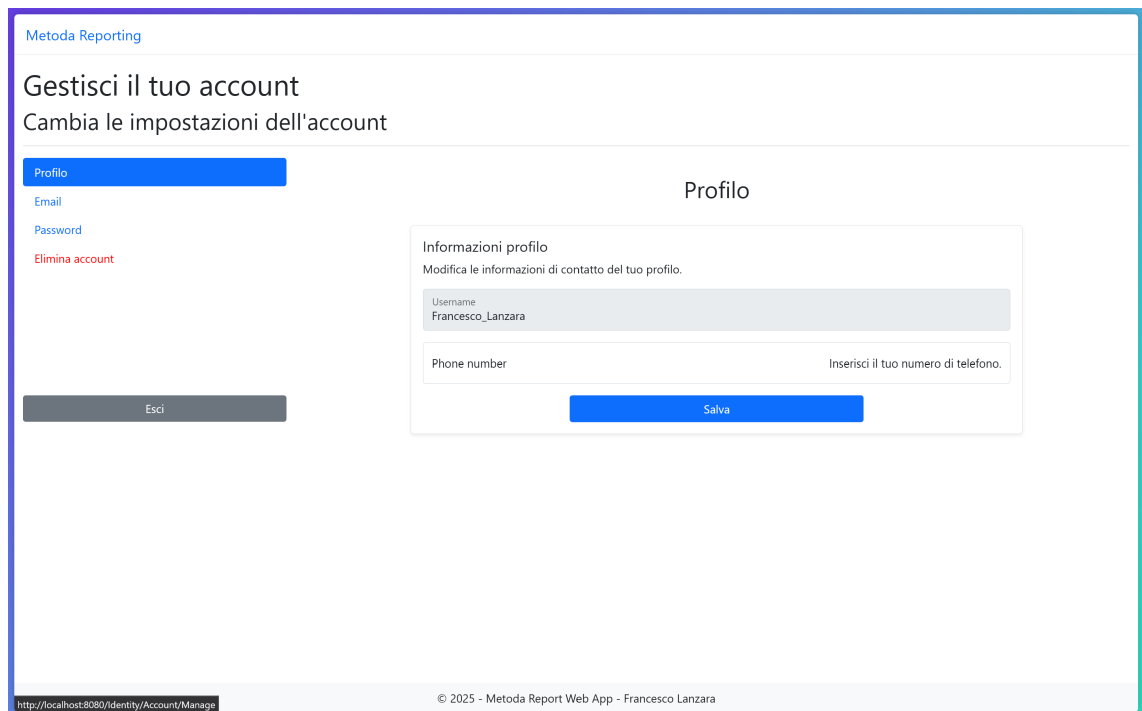 Metoda Reporting
Gestisci il tuo account
Cambia le impostazioni dell'account
Profilo
Email
Password
Elimina account
Esci
Profilo
Informazioni profilo
Modifica le informazioni di contatto del tuo profilo.
Username
Francesco_Lanzara
Phone number Inserisci il tuo numero di telefono.
Salva
© 2025 - Metoda Report Web App - Francesco Lanzara
http://localhost:8080/Identity/Account/Manage